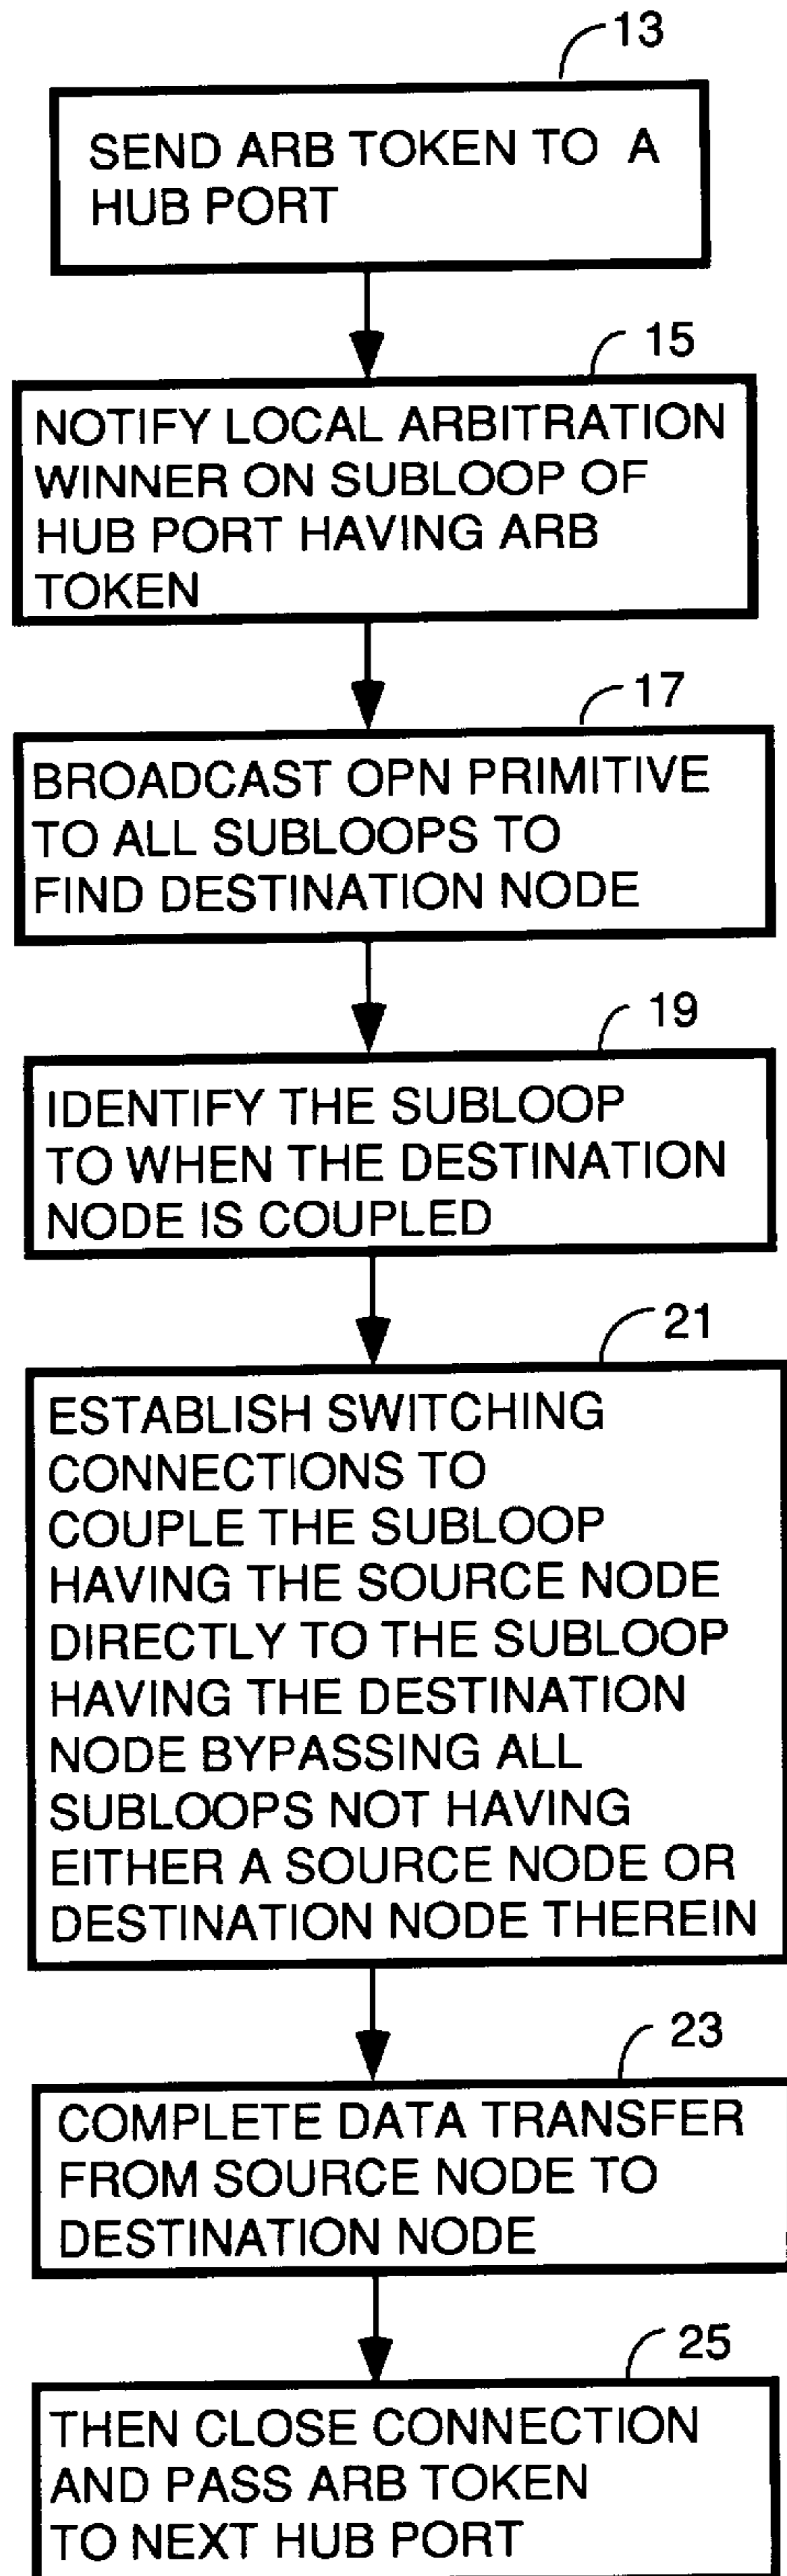 13
SEND ARB TOKEN TO A
HUB PORT
15
NOTIFY LOCAL ARBITRATION
WINNER ON SUBLOOP OF
HUB PORT HAVING ARB
TOKEN
17
BROADCAST OPN PRIMITIVE
TO ALL SUBLOOPS TO
FIND DESTINATION NODE
19
IDENTIFY THE SUBLOOP
TO WHEN THE DESTINATION
NODE IS COUPLED
21
ESTABLISH SWITCHING
CONNECTIONS TO
COUPLE THE SUBLOOP
HAVING THE SOURCE NODE
DIRECTLY TO THE SUBLOOP
HAVING THE DESTINATION
NODE BYPASSING ALL
SUBLOOPS NOT HAVING
EITHER A SOURCE NODE OR
DESTINATION NODE THEREIN
23
COMPLETE DATA TRANSFER
FROM SOURCE NODE TO
DESTINATION NODE
25
THEN CLOSE CONNECTION
AND PASS ARB TOKEN
TO NEXT HUB PORT